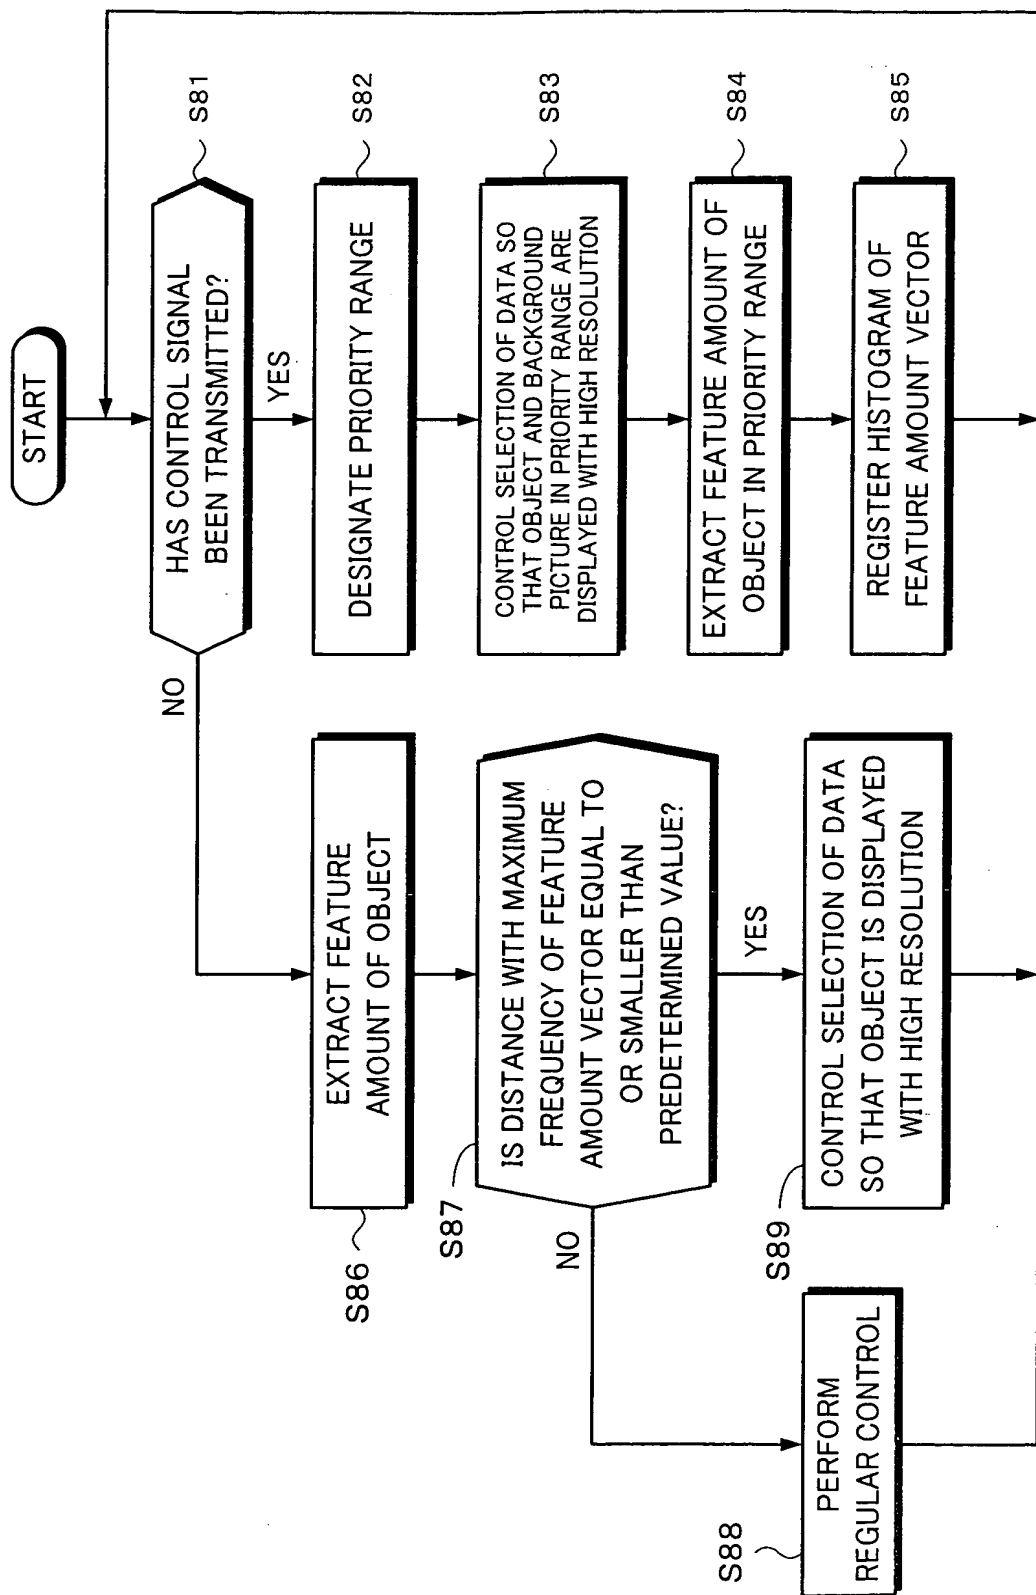 START
HAS CONTROL SIGNAL
BEEN TRANSMITTED?
S81
YES
NO
DESIGNATE PRIORITY RANGE
S82
CONTROL SELECTION OF DATA SO
THAT OBJECT AND BACKGROUND
PICTURE IN PRIORITY RANGE ARE
DISPLAYED WITH HIGH RESOLUTION
S83
EXTRACT FEATURE AMOUNT OF
OBJECT IN PRIORITY RANGE
S84
REGISTER HISTOGRAM OF
FEATURE AMOUNT VECTOR
S85
EXTRACT FEATURE
AMOUNT OF OBJECT
S86
IS DISTANCE WITH MAXIMUM
FREQUENCY OF FEATURE
AMOUNT VECTOR EQUAL TO
OR SMALLER THAN
PREDETERMINED VALUE?
S87
YES
NO
PERFORM
REGULAR CONTROL
S88
CONTROL SELECTION OF DATA
SO THAT OBJECT IS DISPLAYED
WITH HIGH RESOLUTION
S89